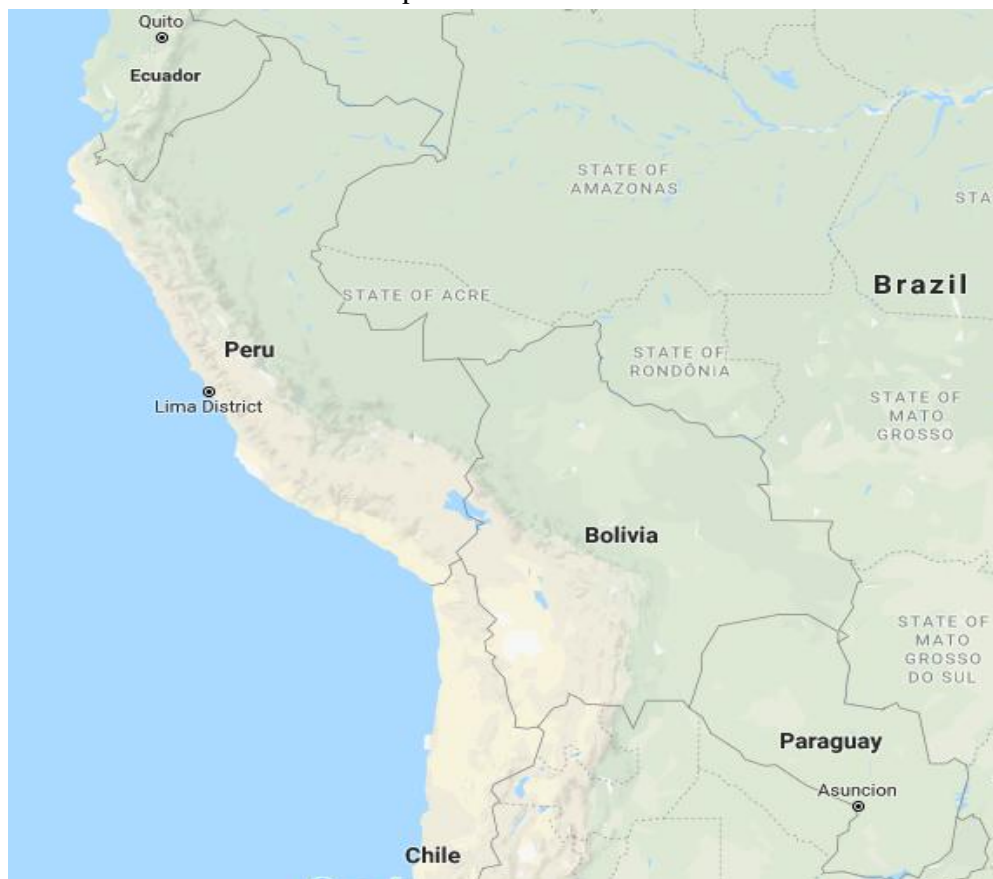 Quito
Ecuador
STATE OF
AMAZONAS
STA
Brazil
STATE OF ACRE
Peru
STATE OF
RONDÔNIA
Lima District
STATE OF
MATO
GROSSO
Bolivia
STATE OF
MATO
GROSSO
DO SUL
Paraguay
Asuncion
Chile